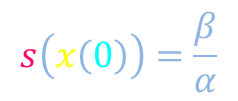 s(x(0)) = β/α